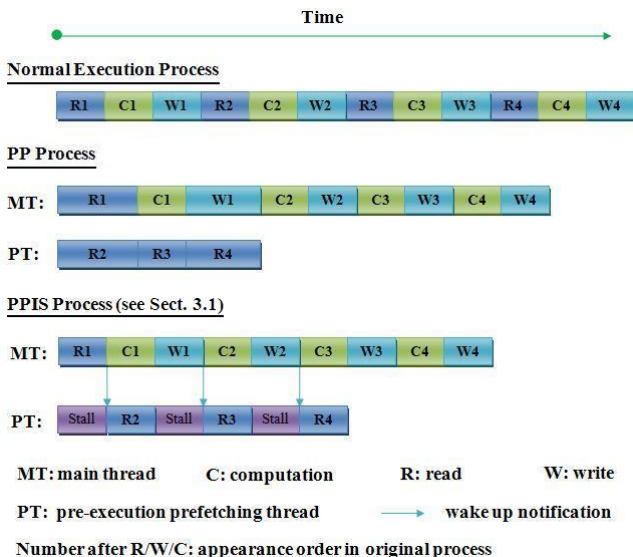 Time
Normal Execution Process
R1 C1 W1 R2 C2 W2 R3 C3 W3 R4 C4 W4
PP Process
MT: R1 C1 W1 C2 W2 C3 W3 C4 W4
PT: R2 R3 R4
PPIS Process (see Sect. 3.1)
MT: R1 C1 W1 C2 W2 C3 W3 C4 W4
PT: Stall R2 Stall R3 Stall R4
MT: main thread C: computation R: read W: write
PT: pre-execution prefetching thread wake up notification
Number after R/W/C: appearance order in original process